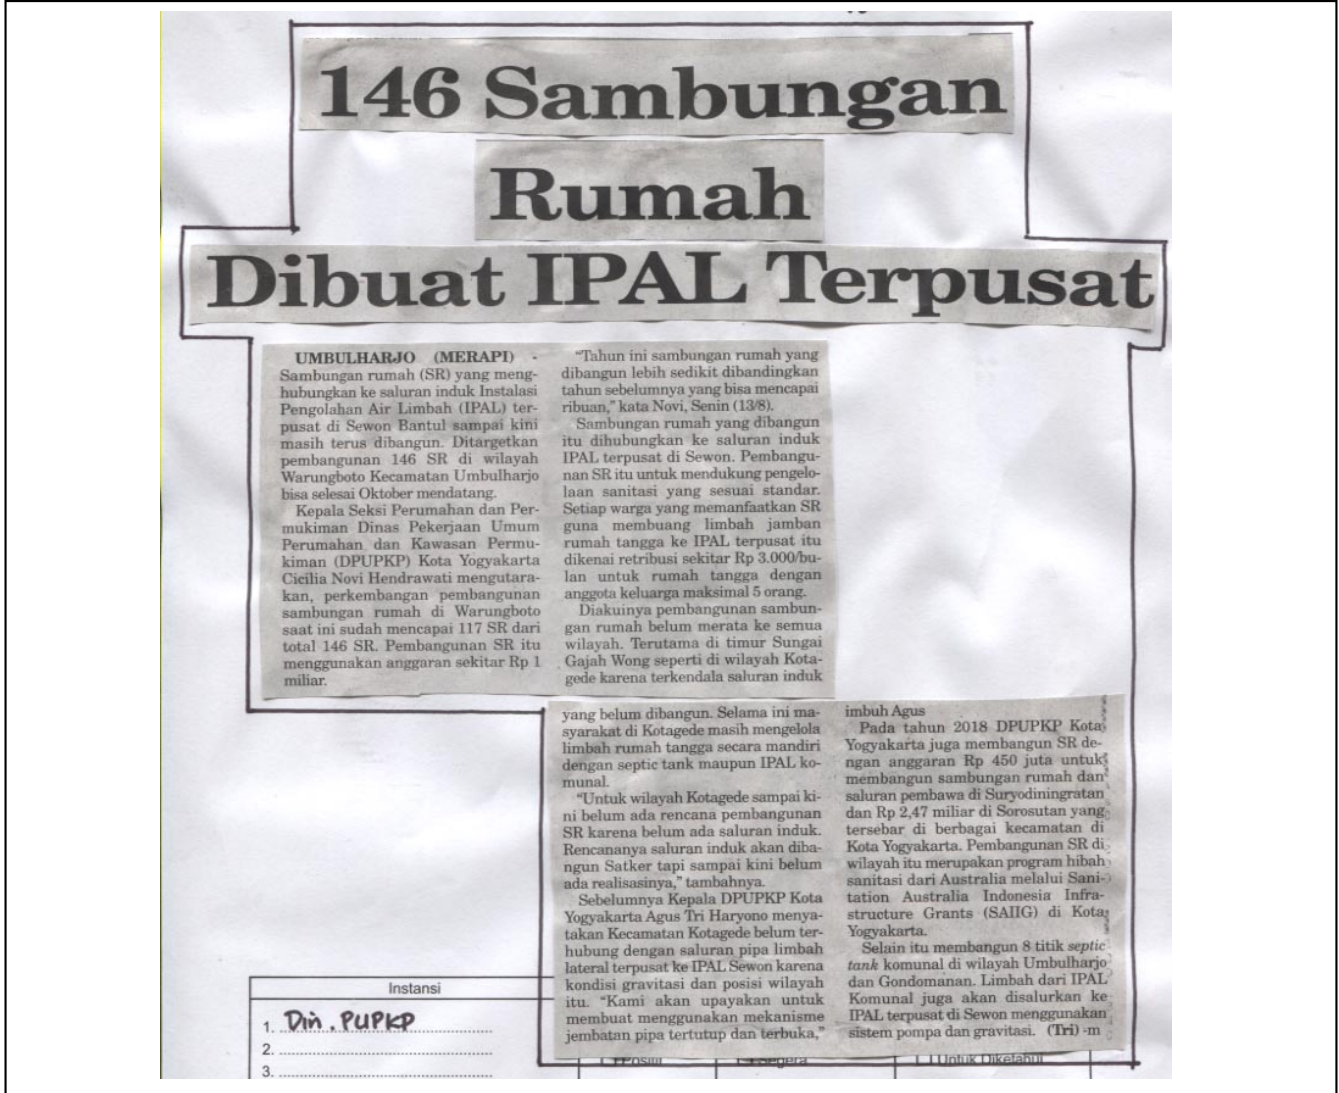 146 Sambungan
Rumah
Dibuat IPAL Terpusat
UMBULHARJO (MERAPI) -
Sambungan rumah (SR) yang meng-
hubungkan ke saluran induk Instalasi
Pengolahan Air Limbah (IPAL) ter-
pusat di Sewon Bantul sampai kini
masih terus dibangun. Ditargetkan
pembangunan 146 SR di wilayah
Warungboto Kecamatan Umbulharjo
bisa selesai Oktober mendatang.
Kepala Seksi Perumahan dan Per-
mukiman Dinas Pekerjaan Umum
Perumahan dan Kawasan Permu-
kiman (DPUPKP) Kota Yogyakarta
Cicilia Novi Hendrawati mengutara-
kan, perkembangan pembangunan
sambungan rumah di Warungboto
saat ini sudah mencapai 117 SR dari
total 146 SR. Pembangunan SR itu
menggunakan anggaran sekitar Rp 1
miliar.
“Tahun ini sambungan rumah yang
dibangun lebih sedikit dibandingkan
tahun sebelumnya yang bisa mencapai
ribuan,” kata Novi, Senin (13/8).
Sambungan rumah yang dibangun
itu dihubungkan ke saluran induk
IPAL terpusat di Sewon. Pembangu-
nan SR itu untuk mendukung pengelo-
laan sanitasi yang sesuai standar.
Setiap warga yang memanfaatkan SR
guna membuang limbah jamban
rumah tangga ke IPAL terpusat itu
dikenai retribusi sekitar Rp 3.000/bu-
lan untuk rumah tangga dengan
anggota keluarga maksimal 5 orang.
Diakuinya pembangunan sambun-
gan rumah belum merata ke semua
wilayah. Terutama di timur Sungai
Gajah Wong seperti di wilayah Kota-
gede karena terkendala saluran induk
yang belum dibangun. Selama ini ma-
syarakat di Kotagede masih mengelola
limbah rumah tangga secara mandiri
dengan septic tank maupun IPAL ko-
munal.
“Untuk wilayah Kotagede sampai ki-
ni belum ada rencana pembangunan
SR karena belum ada saluran induk.
Rencananya saluran induk akan diba-
ngun Satker tapi sampai kini belum
ada realisasinya,” tambahnya.
Sebelumnya Kepala DPUPKP Kota
Yogyakarta Agus Tri Haryono menya-
takan Kecamatan Kotagede belum ter-
hubung dengan saluran pipa limbah
lateral terpusat ke IPAL Sewon karena
kondisi gravitasi dan posisi wilayah
itu. “Kami akan upayakan untuk
membuat menggunakan mekanisme
jembatan pipa tertutup dan terbuka,”
imbuh Agus
Pada tahun 2018 DPUPKP Kota
Yogyakarta juga membangun SR de-
ngan anggaran Rp 450 juta untuk
membangun sambungan rumah dan
saluran pembawa di Suryodiningratan
dan Rp 2,47 miliar di Sorosutan yang
tersebar di berbagai kecamatan di
Kota Yogyakarta. Pembangunan SR di
wilayah itu merupakan program hibah
sanitasi dari Australia melalui Sani-
tation Australia Indonesia Infra-
structure Grants (SAIIG) di Kota
Yogyakarta.
Selain itu membangun 8 titik septic
tank komunal di wilayah Umbulharjo
dan Gondomanan. Limbah dari IPAL
Komunal juga akan disalurkan ke
IPAL terpusat di Sewon menggunakan
sistem pompa dan gravitasi. (Tri) -m
Instansi
1. Din. PUPKP
2.
3.
Positif
Segera
Untuk Diketahui